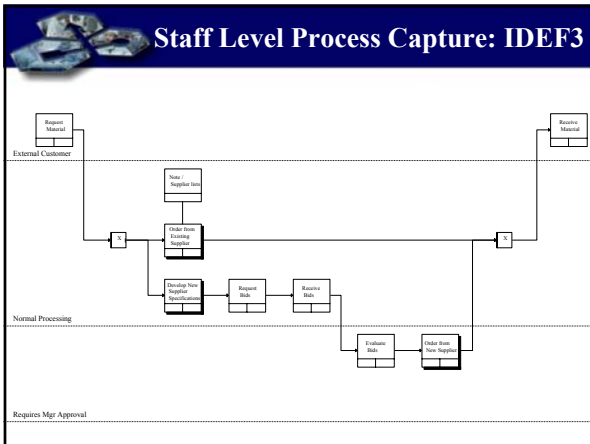 Staff Level Process Capture: IDEF3
Request
Material
Receive
Material
External Customer
Note /
Supplier lists
X
Order from
Existing
Supplier
X
Develop New
Supplier
Specifications
Request
Bids
Receive
Bids
Normal Processing
Evaluate
Bids
Order from
New Supplier
Requires Mgr Approval